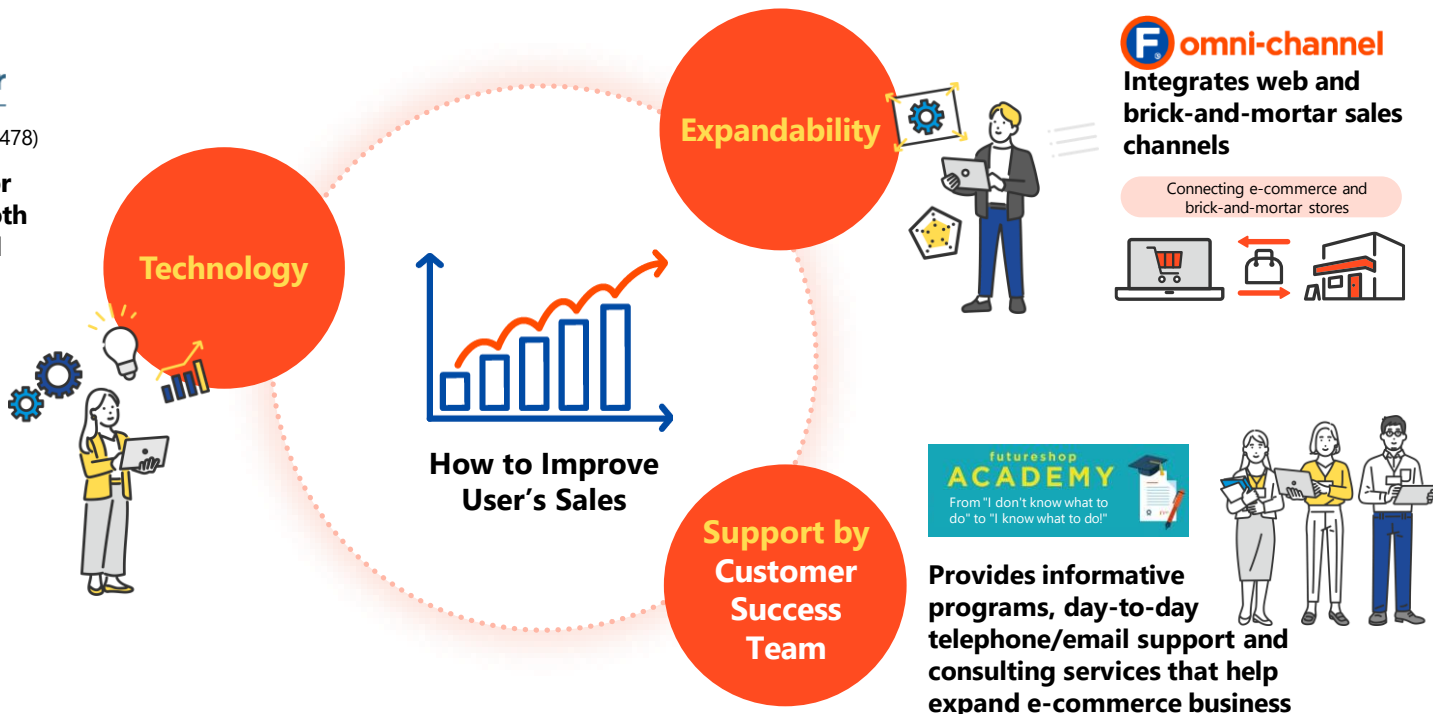 478)
Technology
Expandability
F omni-channel
Integrates web and
brick-and-mortar sales
channels
Connecting e-commerce and
brick-and-mortar stores
How to Improve
User's Sales
Support by
Customer
Success
Team
futureshop
ACADEMY
From "I don't know what to
do" to "I know what to do!"
Provides informative
programs, day-to-day
telephone/email support and
consulting services that help
expand e-commerce business